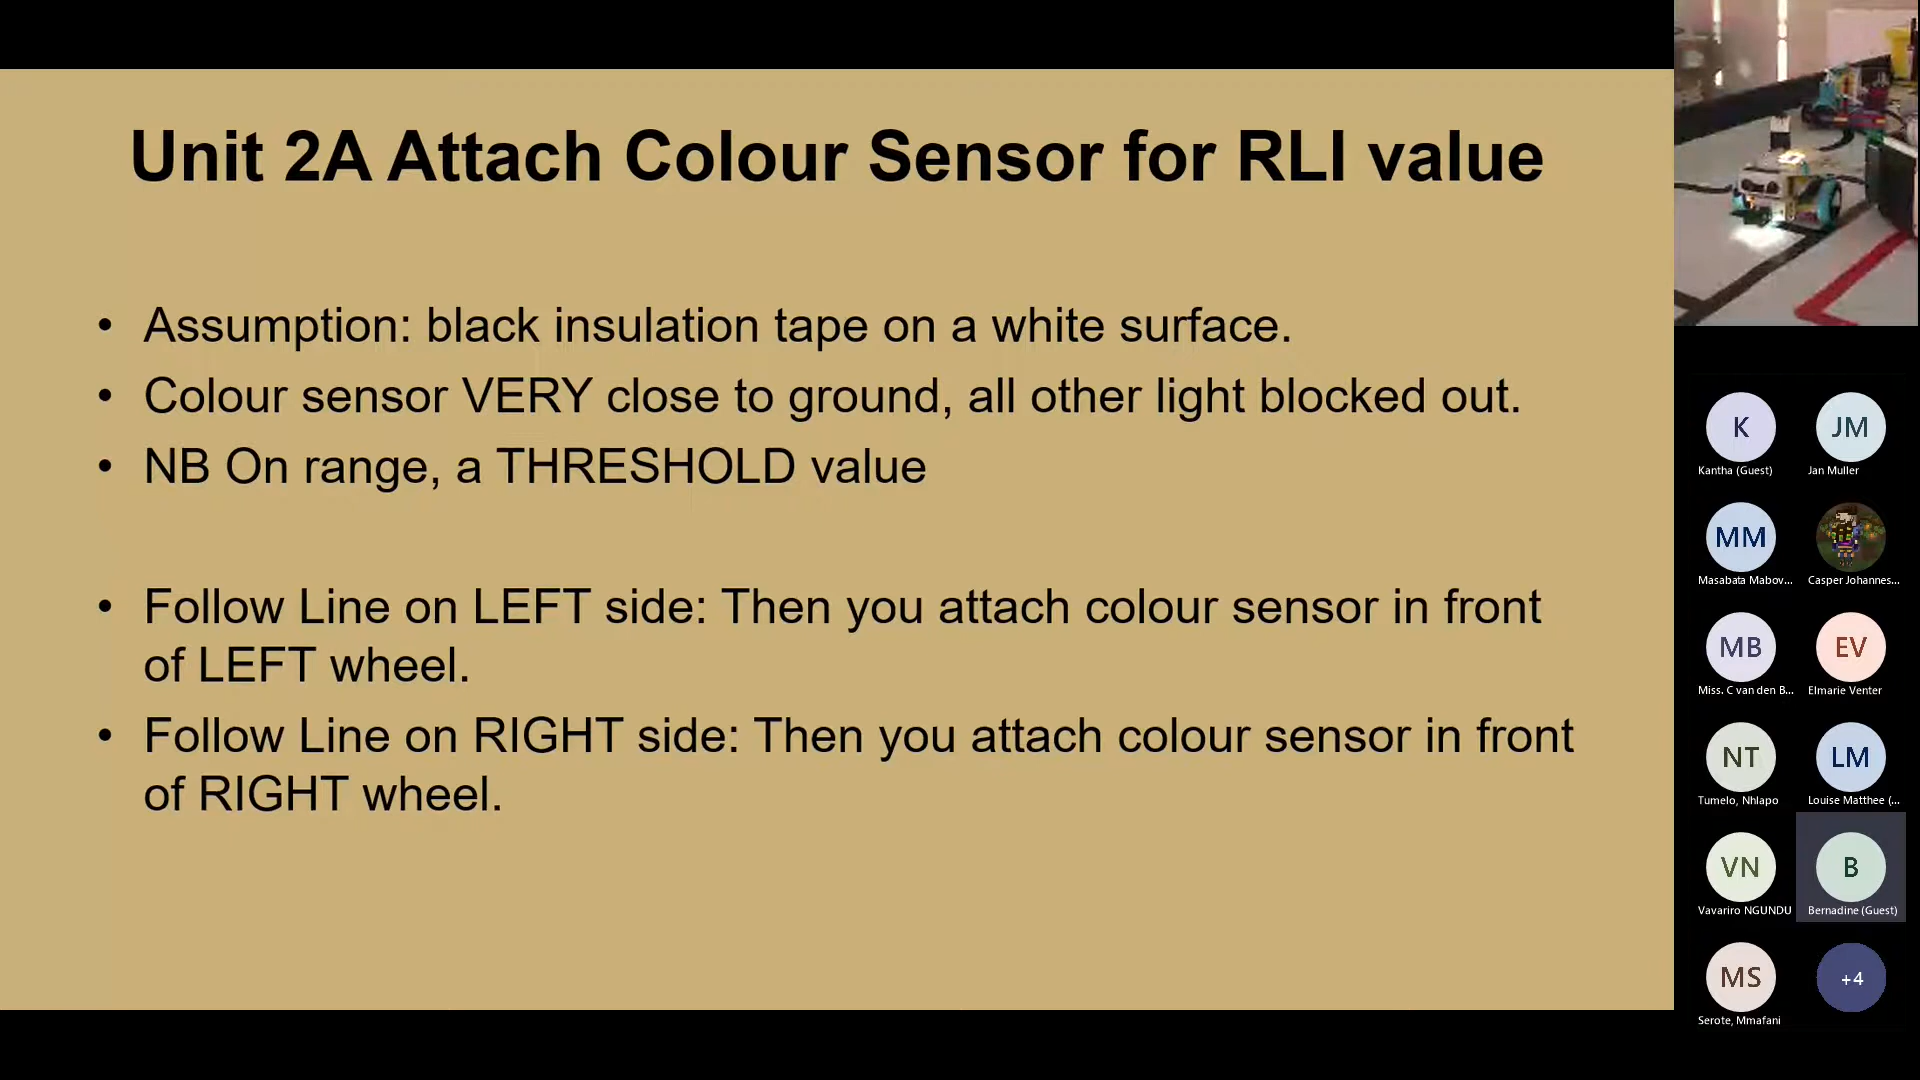 Unit 2A Attach Colour Sensor for RLI value
• Assumption: black insulation tape on a white surface.
• Colour sensor VERY close to ground, all other light blocked out.
• NB On range, a THRESHOLD value
• Follow Line on LEFT side: Then you attach colour sensor in front
of LEFT wheel.
• Follow Line on RIGHT side: Then you attach colour sensor in front
of RIGHT wheel.
K
JM
Kantha (Guest)
Jan Muller
MM
Masabata Mabov...
Casper Johannes...
MB
EV
Miss. C van den B...
Elmarie Venter
NT
LM
Tumelo, Nhlapo
Louise Matthee (...
VN
B
Vavariro NGUNDU
Bernadine (Guest)
MS
+4
Serote, Mmafani